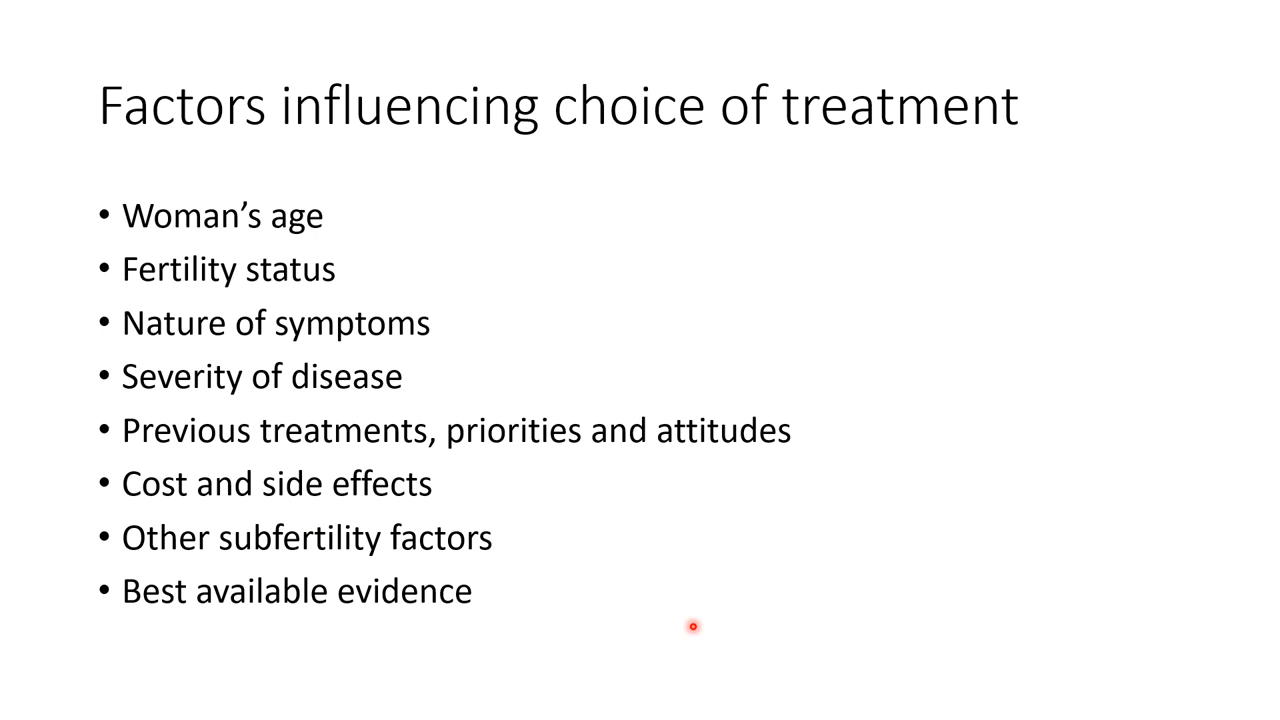 Factors influencing choice of treatment
• Woman’s age
• Fertility status
• Nature of symptoms
• Severity of disease
• Previous treatments, priorities and attitudes
• Cost and side effects
• Other subfertility factors
• Best available evidence